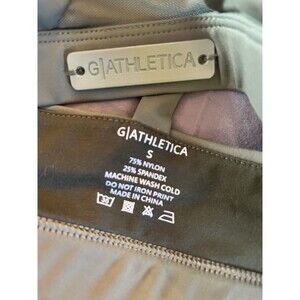 G|ATHLETICA
G|ATHLETICA
S
75% NYLON
25% SPANDEX
MACHINE WASH COLD
DO NOT IRON PRINT
MADE IN CHINA